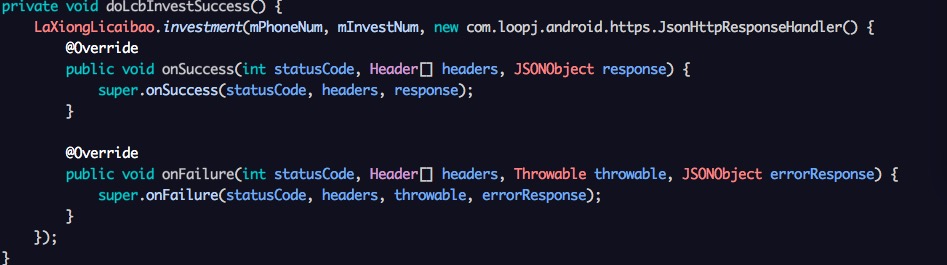 private void doLcbInvestSuccess() {
    LaXiongLicaibao.investment(mPhoneNum, mInvestNum, new com.loopj.android.https.JsonHttpResponseHandler() {
        @Override
        public void onSuccess(int statusCode, Header[] headers, JSONObject response) {
            super.onSuccess(statusCode, headers, response);
        }

        @Override
        public void onFailure(int statusCode, Header[] headers, Throwable throwable, JSONObject errorResponse) {
            super.onFailure(statusCode, headers, throwable, errorResponse);
        }
    });
}